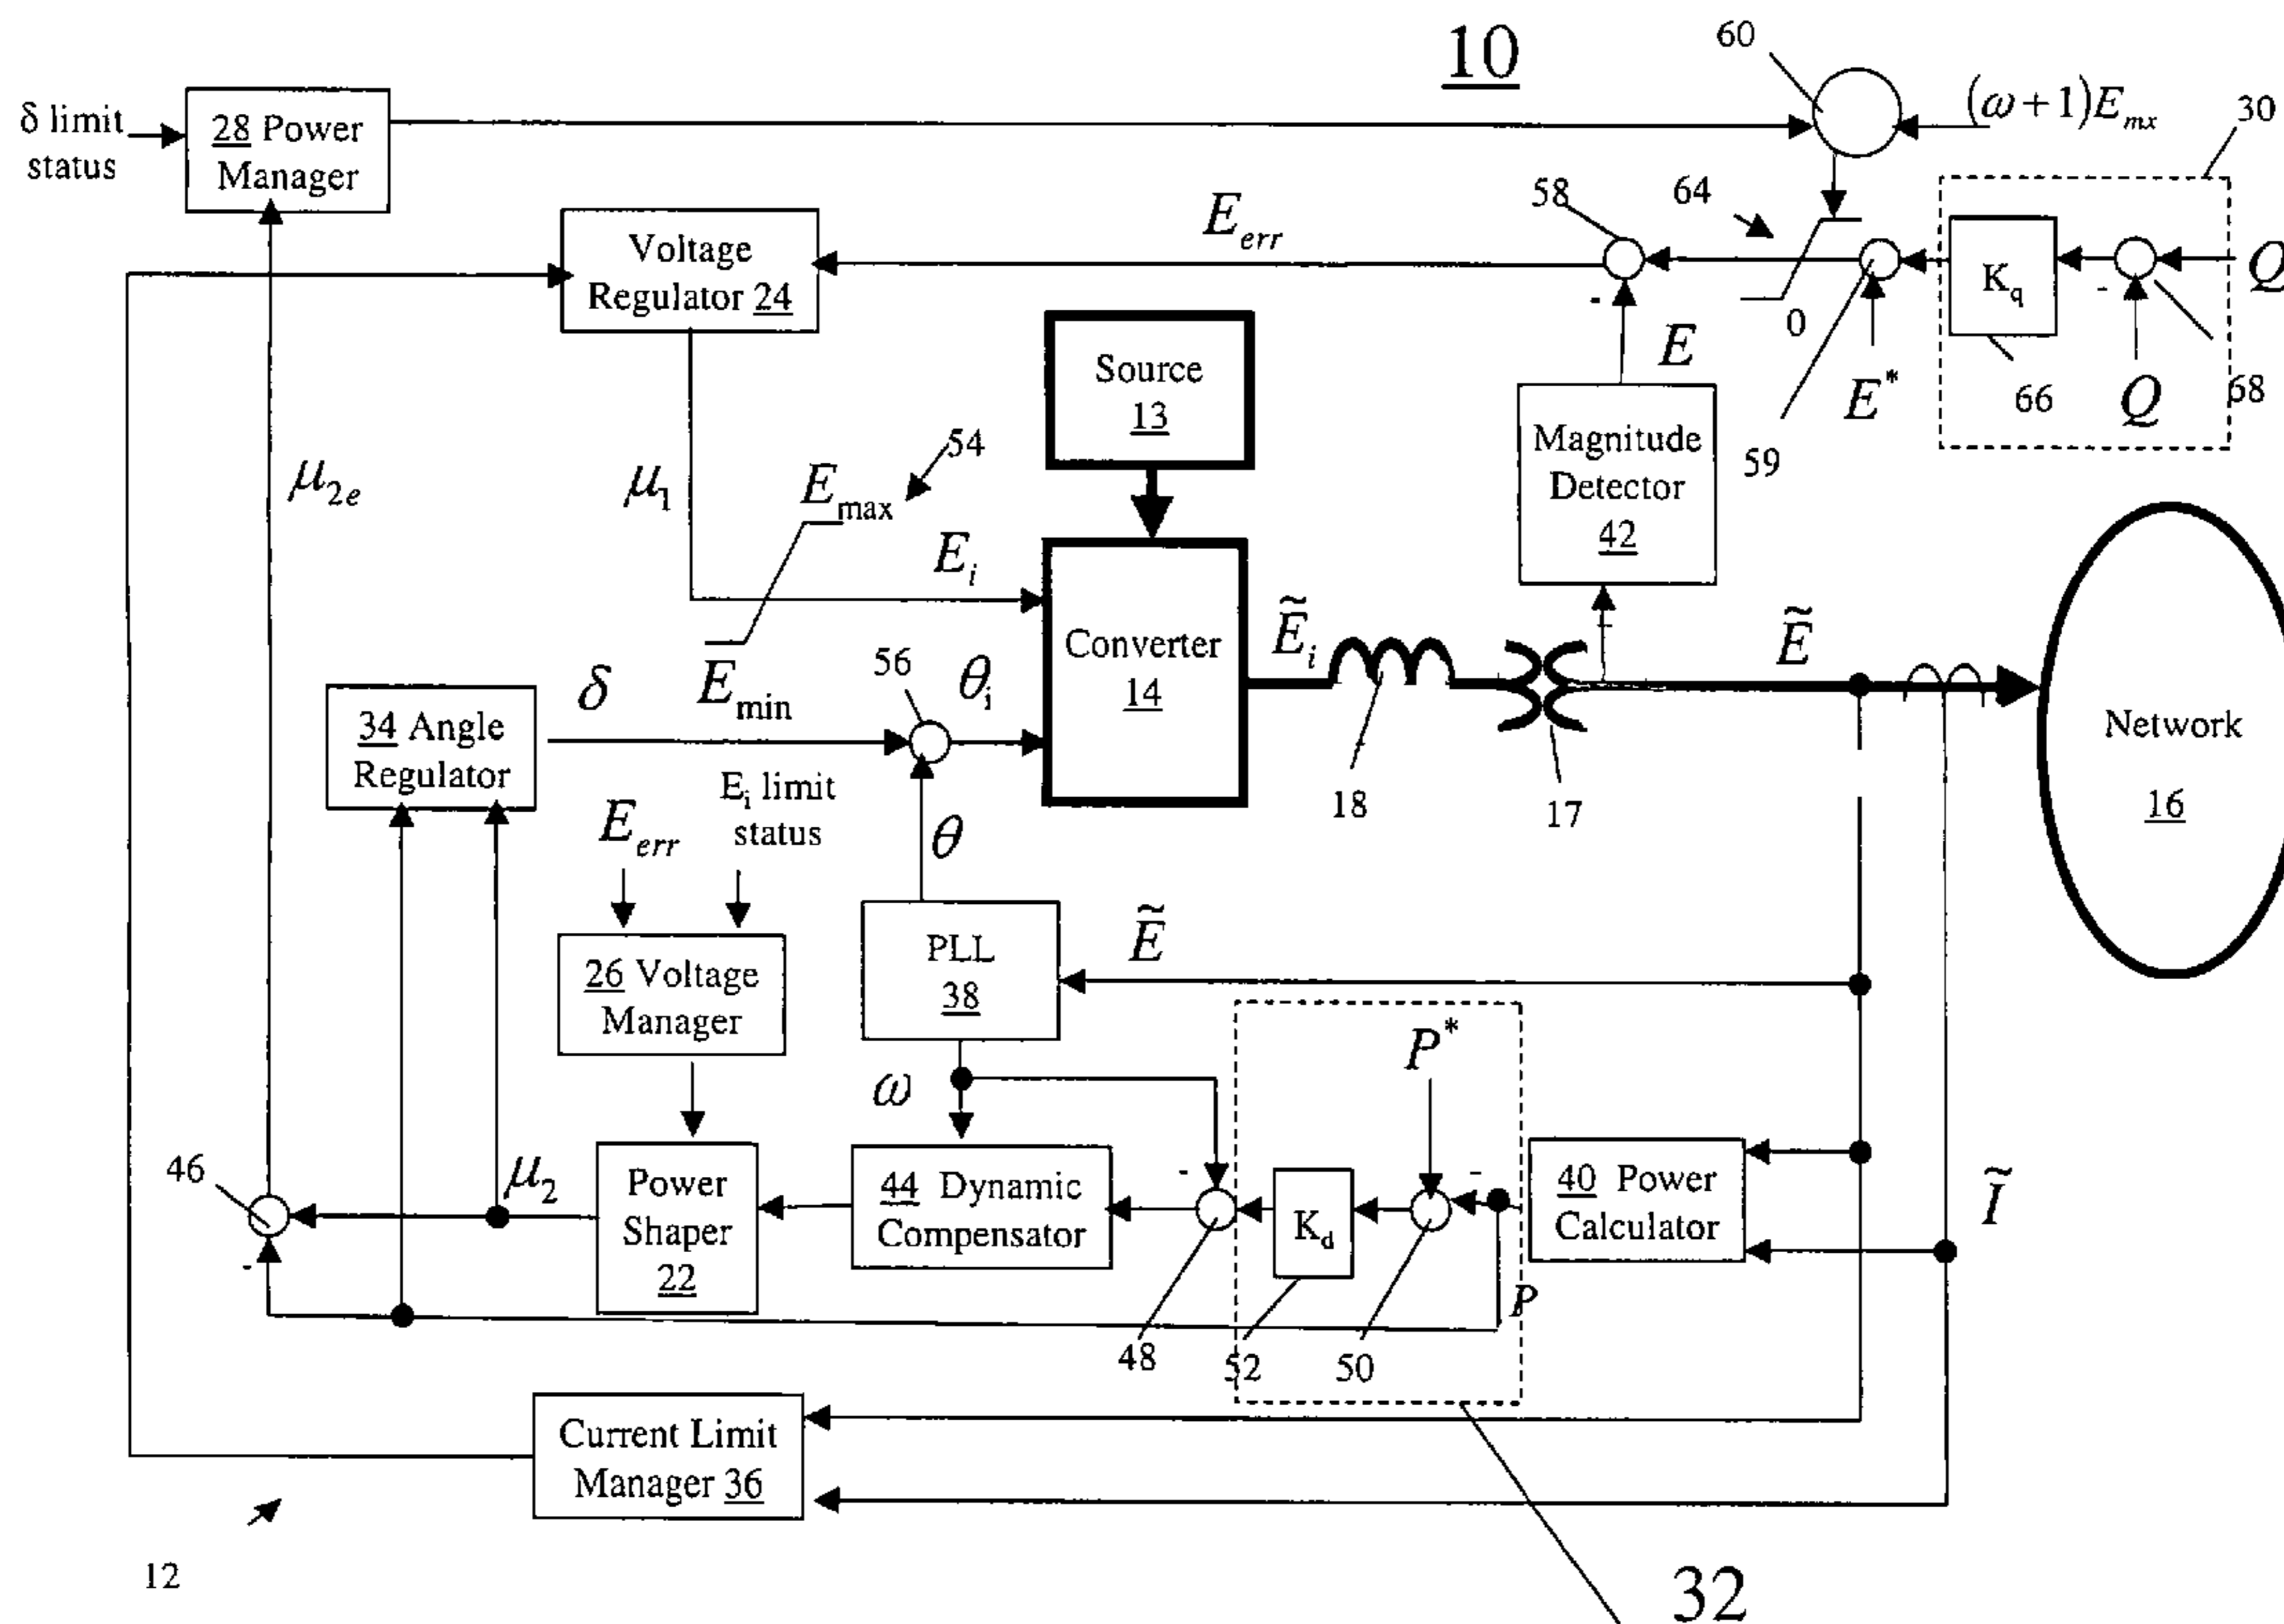 10
60
(ω+1)E_mx
30
δ limit
status
28 Power
Manager
58
64
Voltage
Regulator 24
E_err
K_q
Q
0
E
E*
66
Q
68
59
Source
13
Magnitude
Detector
42
μ_2e
μ_1
E_max
54
E_i
Converter
14
Ẽ_i
Ẽ
Network
16
56
θ_i
δ
E_min
34 Angle
Regulator
18
17
E_err
E_i limit
status
θ
PLL
38
Ẽ
26 Voltage
Manager
P*
ω
46
μ_2
Power
Shaper
22
44 Dynamic
Compensator
-
K_d
-
40 Power
Calculator
Ĩ
P
48
52
50
Current Limit
Manager 36
12
32